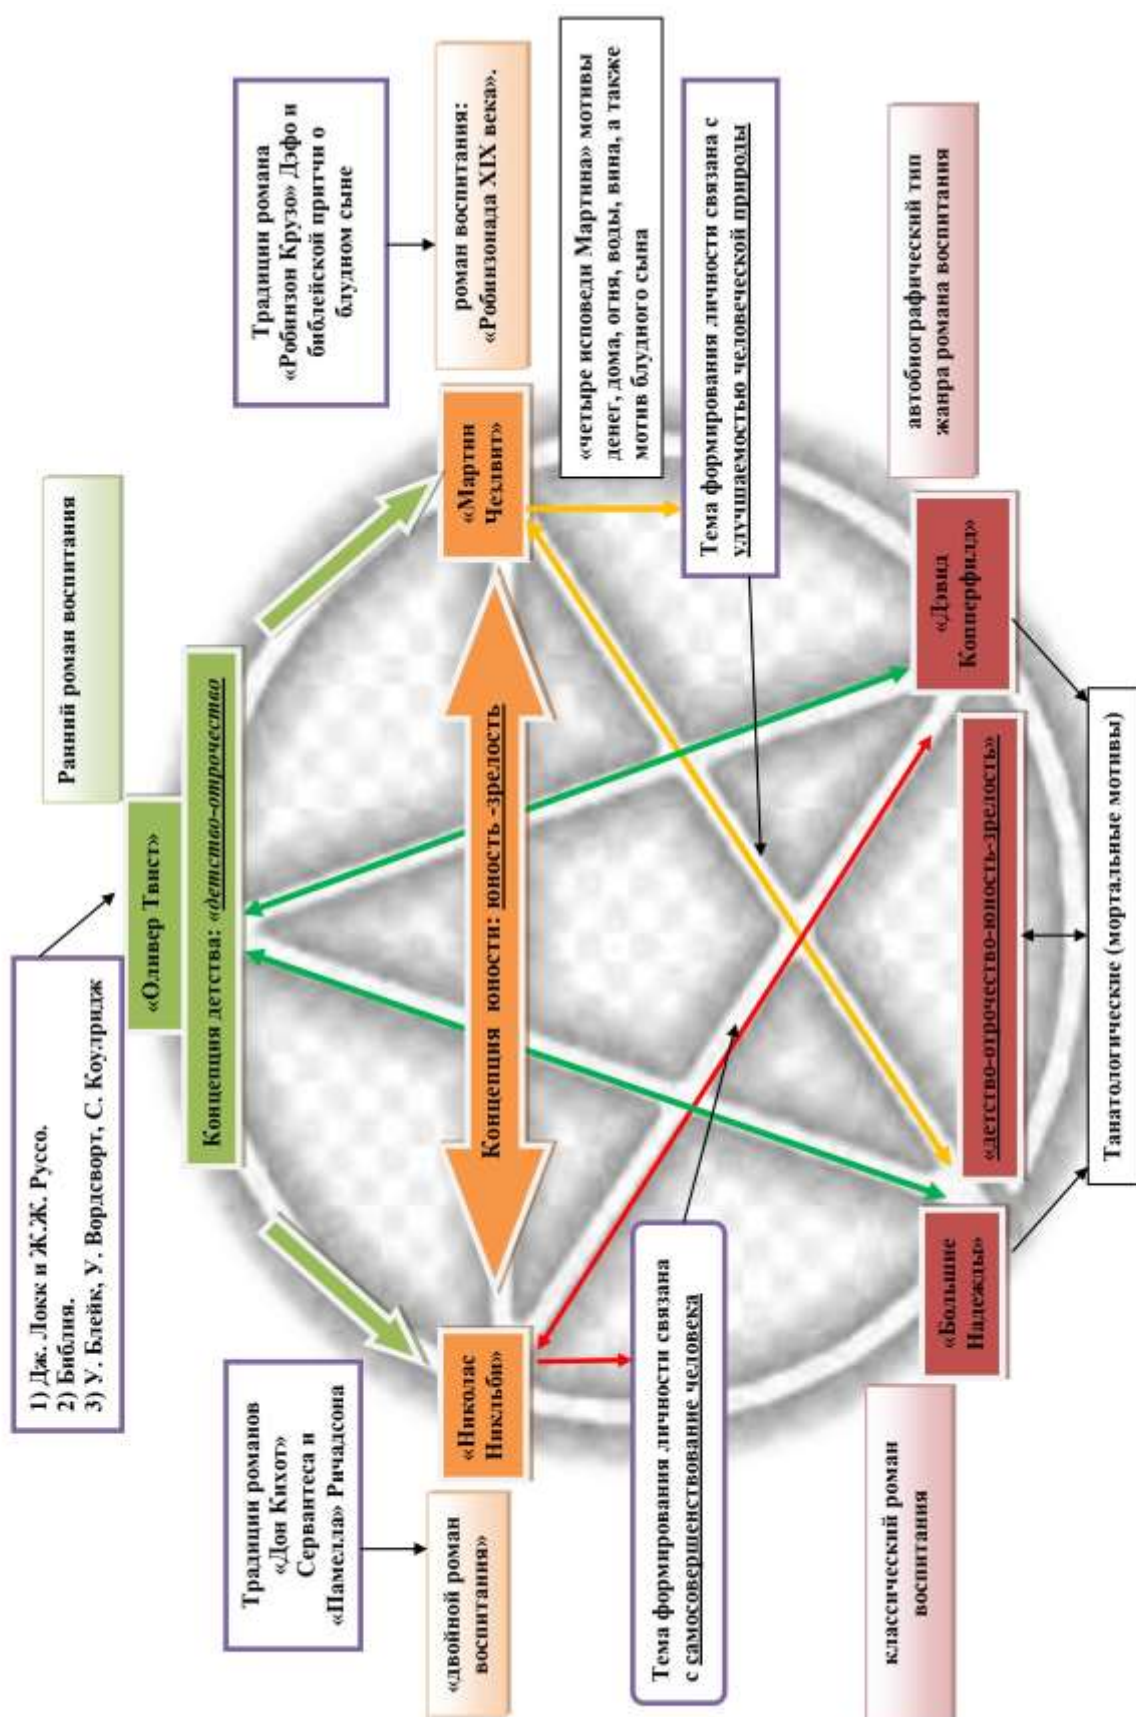 1) Дж. Локк и Ж.Ж. Руссо.
2) Библия.
3) У. Блейк, У. Вордсворт, С. Коулридж
«Оливер Твист»
Ранний роман воспитания
Концепция детства: «детство-отрочество
Традиции романов
«Дон Кихот»
Сервантеса и
«Памелла» Ричадсона
Традиции романа
«Робинзон Крузо» Дэфо и
библейской притчи о
блудном сыне
«двойной роман
воспитания»
«Николас
Никльби»
Концепция юности: юность -зрелость
«Мартин
Чезлвит»
роман воспитания:
«Робинзонада XIX века».
«четыре исповеди Мартина» мотивы
денег, дома, огня, воды, вина, а также
мотив блудного сына
Тема формирования личности связана
с самосовершенствование человека
Тема формирования личности связана с
улучшаемостью человеческой природы
классический роман
воспитания
«Большие
Надежды»
«детство-отрочество-юность-зрелость»
«Дэвид
Копперфилд»
автобиографический тип
жанра романа воспитания
Танатологические (мортальные мотивы)